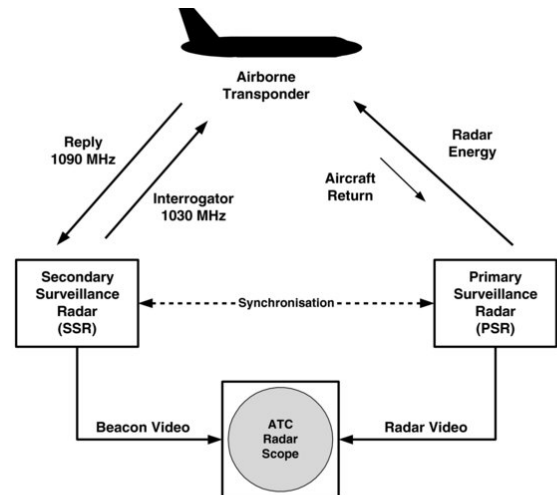 Airborne
Transponder
Reply
1090 MHz
Interrogator
1030 MHz
Radar
Energy
Aircraft
Return
Secondary
Surveillance
Radar
(SSR)
Synchronisation
Primary
Surveillance
Radar
(PSR)
Beacon Video
ATC
Radar
Scope
Radar Video